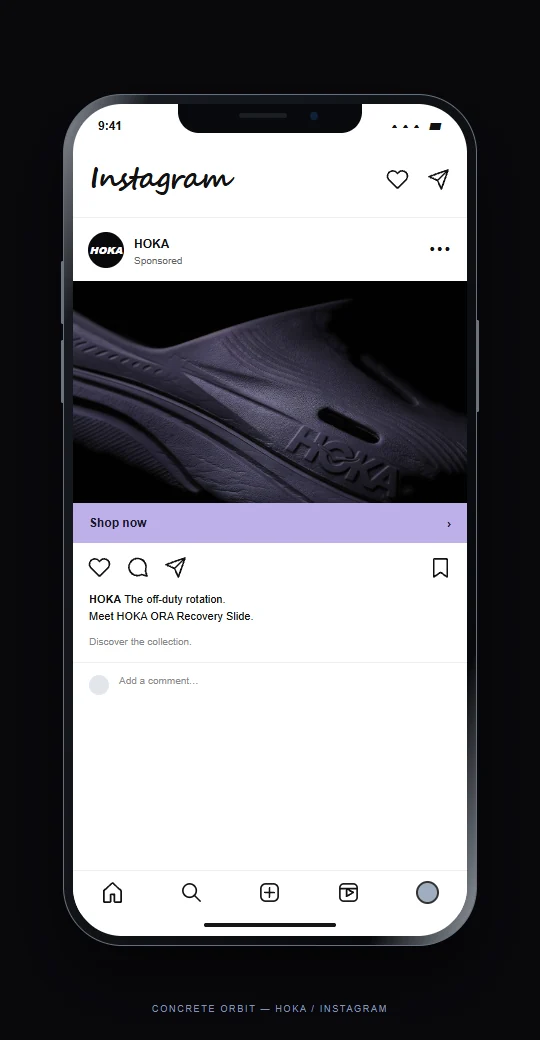 9:41
Instagram
HOKA
HOKA
Sponsored
HOKA
Shop now
HOKA The off-duty rotation.
Meet HOKA ORA Recovery Slide.
Discover the collection.
Add a comment...
CONCRETE ORBIT — HOKA / INSTAGRAM